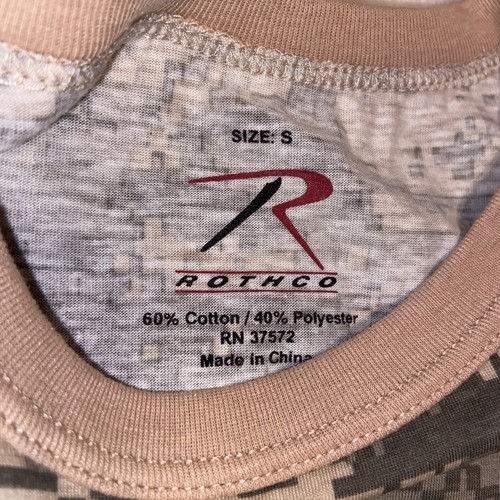 SIZE: S
R
ROTHCO
60% Cotton / 40% Polyester
RN 37572
Made in China